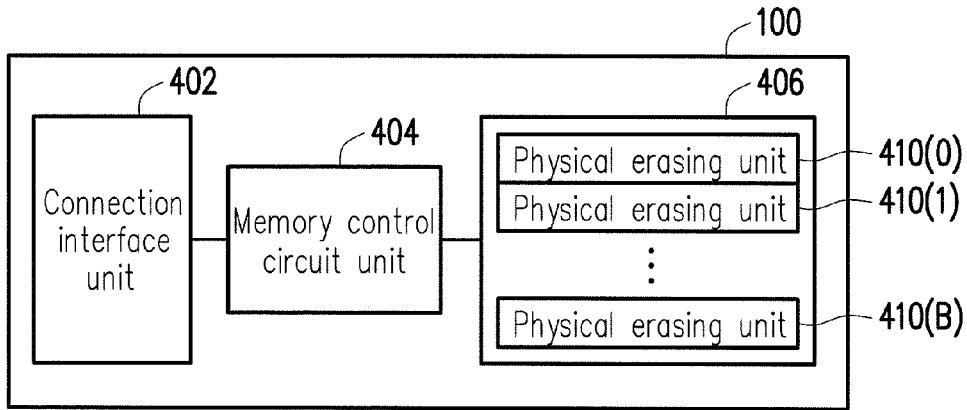 100
402
404
406
Connection
interface
unit
Memory control
circuit unit
Physical erasing unit
410(0)
Physical erasing unit
410(1)
Physical erasing unit
410(B)